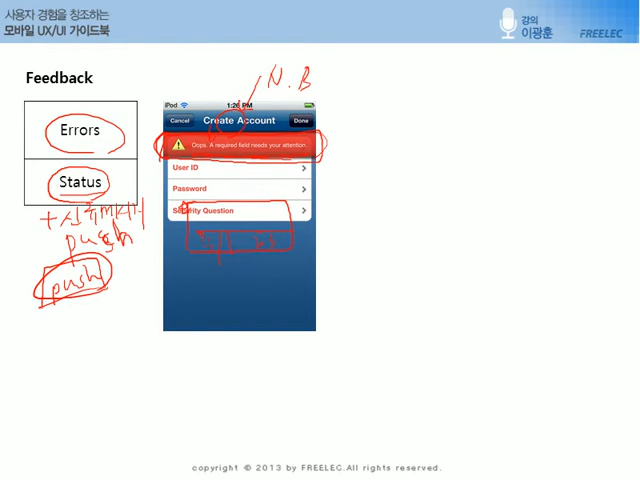 사용자 경험을 창조하는
모바일 UX/UI 가이드북
강의
이광훈
FREELEC
Feedback
Errors
Status
push
push
N.B
iPod 1:26 PM
Cancel Create Account Done
Oops. A required field needs your attention.
User ID
Password
Security Question
copyright © 2013 by FREELEC.All rights reserved.